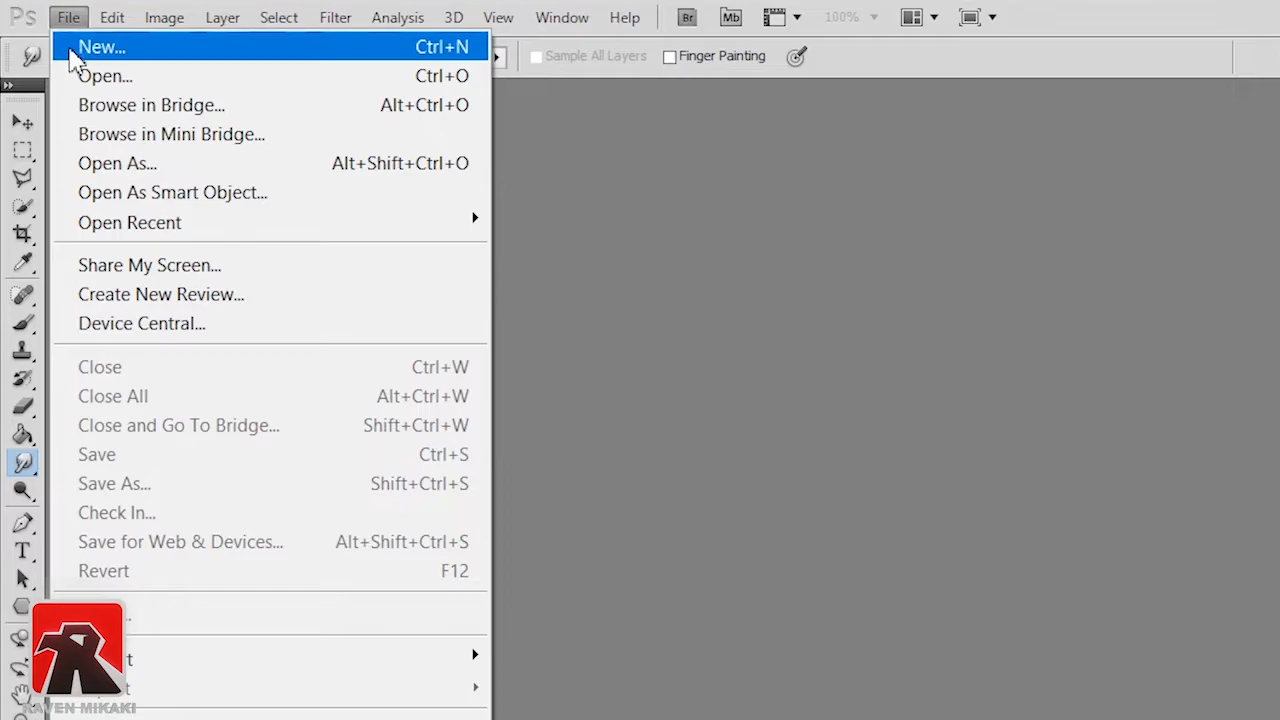 Ps File Edit Image Layer Select Filter Analysis 3D View Window Help Br Mb 100%
Sample All Layers Finger Painting
New... Ctrl+N
Open... Ctrl+O
Browse in Bridge... Alt+Ctrl+O
Browse in Mini Bridge...
Open As... Alt+Shift+Ctrl+O
Open As Smart Object...
Open Recent
Share My Screen...
Create New Review...
Device Central...
Close Ctrl+W
Close All Alt+Ctrl+W
Close and Go To Bridge... Shift+Ctrl+W
Save Ctrl+S
Save As... Shift+Ctrl+S
Check In...
Save for Web & Devices... Alt+Shift+Ctrl+S
Revert F12
T
RAVEN MIKAKI